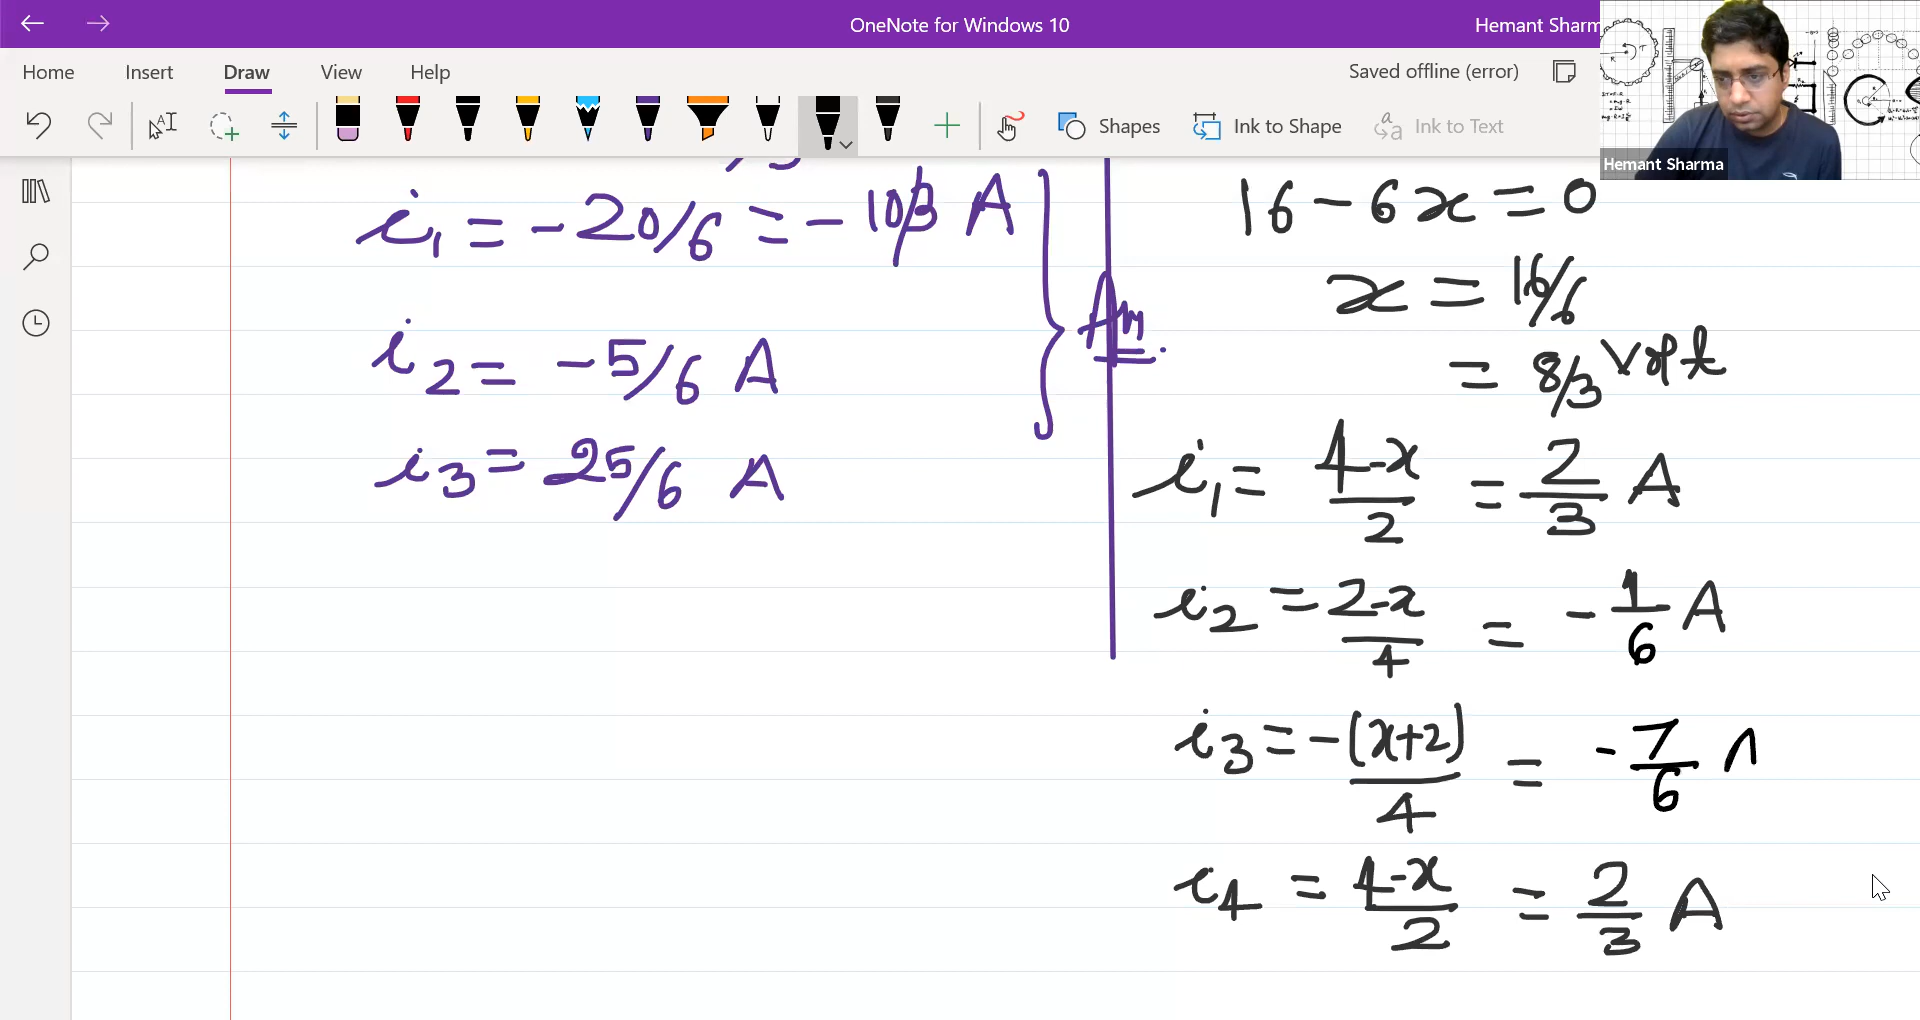 OneNote for Windows 10
Hemant Sharm
Home Insert Draw View Help
Saved offline (error)
Shapes Ink to Shape Ink to Text
Hemant Sharma
i₁ = -20/6 = -10/3 A
i₂ = -5/6 A
i₃ = 25/6 A
Ans.
16 - 6x = 0
x = 16/6
= 8/3 Volt
i₁ = (4-x)/2 = 2/3 A
i₂ = (2-x)/4 = -1/6 A
i₃ = -(x+2)/4 = -7/6 A
i₄ = (4-x)/2 = 2/3 A